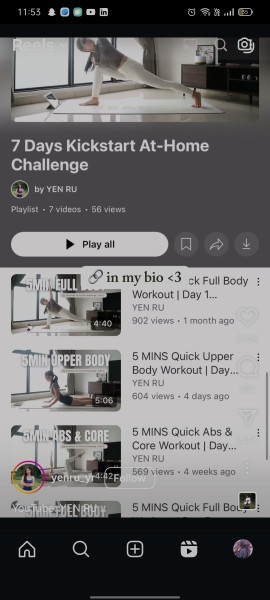 11:53
Reels
7 Days Kickstart At-Home
Challenge
by YEN RU
Playlist • 7 videos • 56 views
Play all
in my bio <3
5MIN FULL BODY
4:40
ck Full Body
Workout | Day 1...
YEN RU
902 views • 1 month ago
5MIN UPPER BODY
5:06
5 MINS Quick Upper
Body Workout | Day...
YEN RU
604 views • 4 days ago
5MIN ABS & CORE
4:42
5 MINS Quick Abs &
Core Workout | Day...
YEN RU
569 views • 4 weeks ago
yenru_yr
Follow
YouTube: YEN RU
5 MINS Quick Full Body